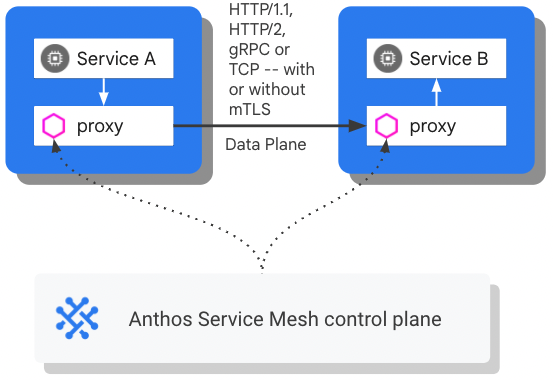 Service A
proxy
HTTP/1.1,
HTTP/2,
gRPC or
TCP -- with
or without
mTLS
Data Plane
Service B
proxy
Anthos Service Mesh control plane